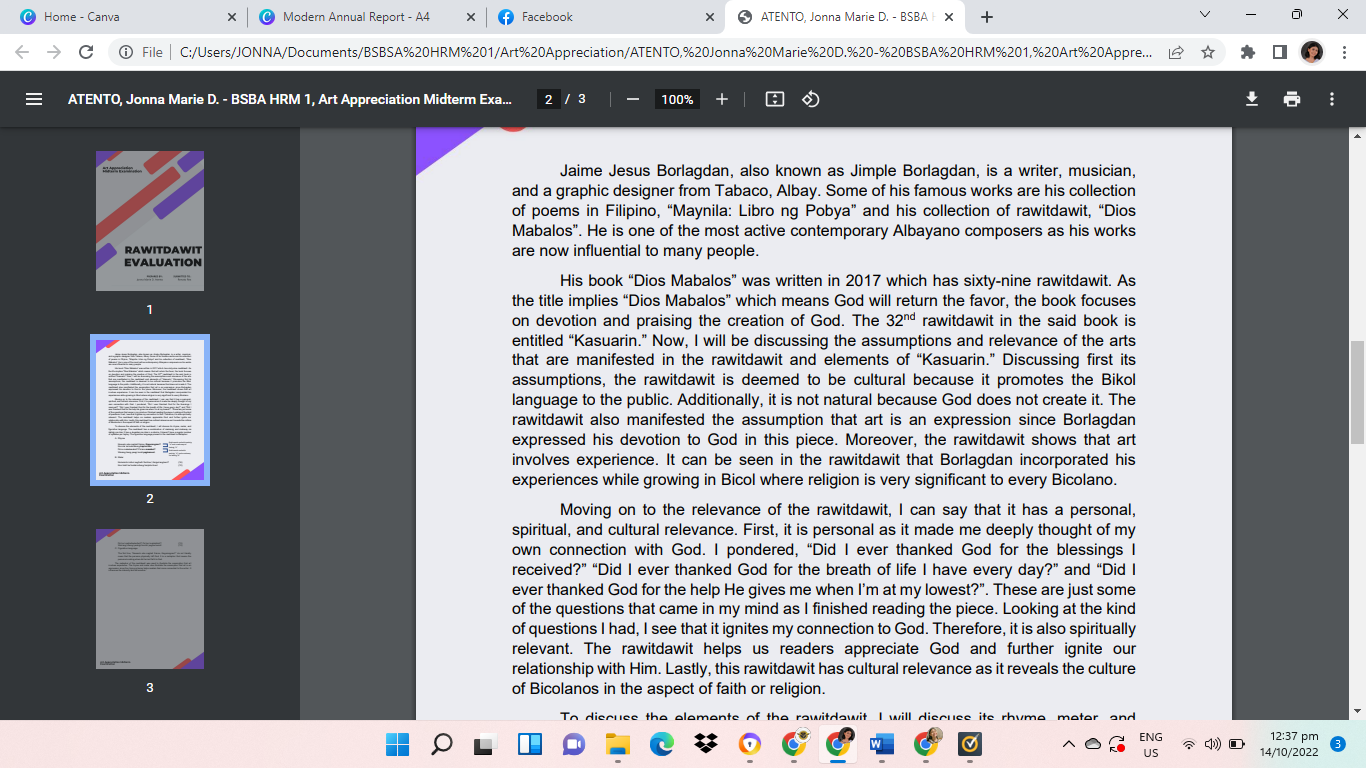 Home - Canva
Modern Annual Report - A4
Facebook
ATENTO, Jonna Marie D. - BSBA
File
C:/Users/JONNA/Documents/BSBSA%20HRM%201/Art%20Appreciation/ATENTO,%20Jonna%20Marie%20D.%20-%20BSBA%20HRM%201,%20Art%20Appre...
ATENTO, Jonna Marie D. - BSBA HRM 1, Art Appreciation Midterm Exa...
2 / 3
100%
Art Appreciation
Midterm Examination
RAWITDAWIT
EVALUATION
1
2
3
Jaime Jesus Borlagdan, also known as Jimple Borlagdan, is a writer, musician,
and a graphic designer from Tabaco, Albay. Some of his famous works are his collection
of poems in Filipino, “Maynila: Libro ng Pobya” and his collection of rawitdawit, “Dios
Mabalos”. He is one of the most active contemporary Albayano composers as his works
are now influential to many people.
His book “Dios Mabalos” was written in 2017 which has sixty-nine rawitdawit. As
the title implies “Dios Mabalos” which means God will return the favor, the book focuses
on devotion and praising the creation of God. The 32nd rawitdawit in the said book is
entitled “Kasuarin.” Now, I will be discussing the assumptions and relevance of the arts
that are manifested in the rawitdawit and elements of “Kasuarin.” Discussing first its
assumptions, the rawitdawit is deemed to be cultural because it promotes the Bikol
language to the public. Additionally, it is not natural because God does not create it. The
rawitdawit also manifested the assumption that art is an expression since Borlagdan
expressed his devotion to God in this piece. Moreover, the rawitdawit shows that art
involves experience. It can be seen in the rawitdawit that Borlagdan incorporated his
experiences while growing in Bicol where religion is very significant to every Bicolano.
Moving on to the relevance of the rawitdawit, I can say that it has a personal,
spiritual, and cultural relevance. First, it is personal as it made me deeply thought of my
own connection with God. I pondered, “Did I ever thanked God for the blessings I
received?” “Did I ever thanked God for the breath of life I have every day?” and “Did I
ever thanked God for the help He gives me when I’m at my lowest?”. These are just some
of the questions that came in my mind as I finished reading the piece. Looking at the kind
of questions I had, I see that it ignites my connection to God. Therefore, it is also spiritually
relevant. The rawitdawit helps us readers appreciate God and further ignite our
relationship with Him. Lastly, this rawitdawit has cultural relevance as it reveals the culture
of Bicolanos in the aspect of faith or religion.
To discuss the elements of the rawitdawit, I will discuss its rhyme, meter, and
ENG
US
12:37 pm
14/10/2022
3